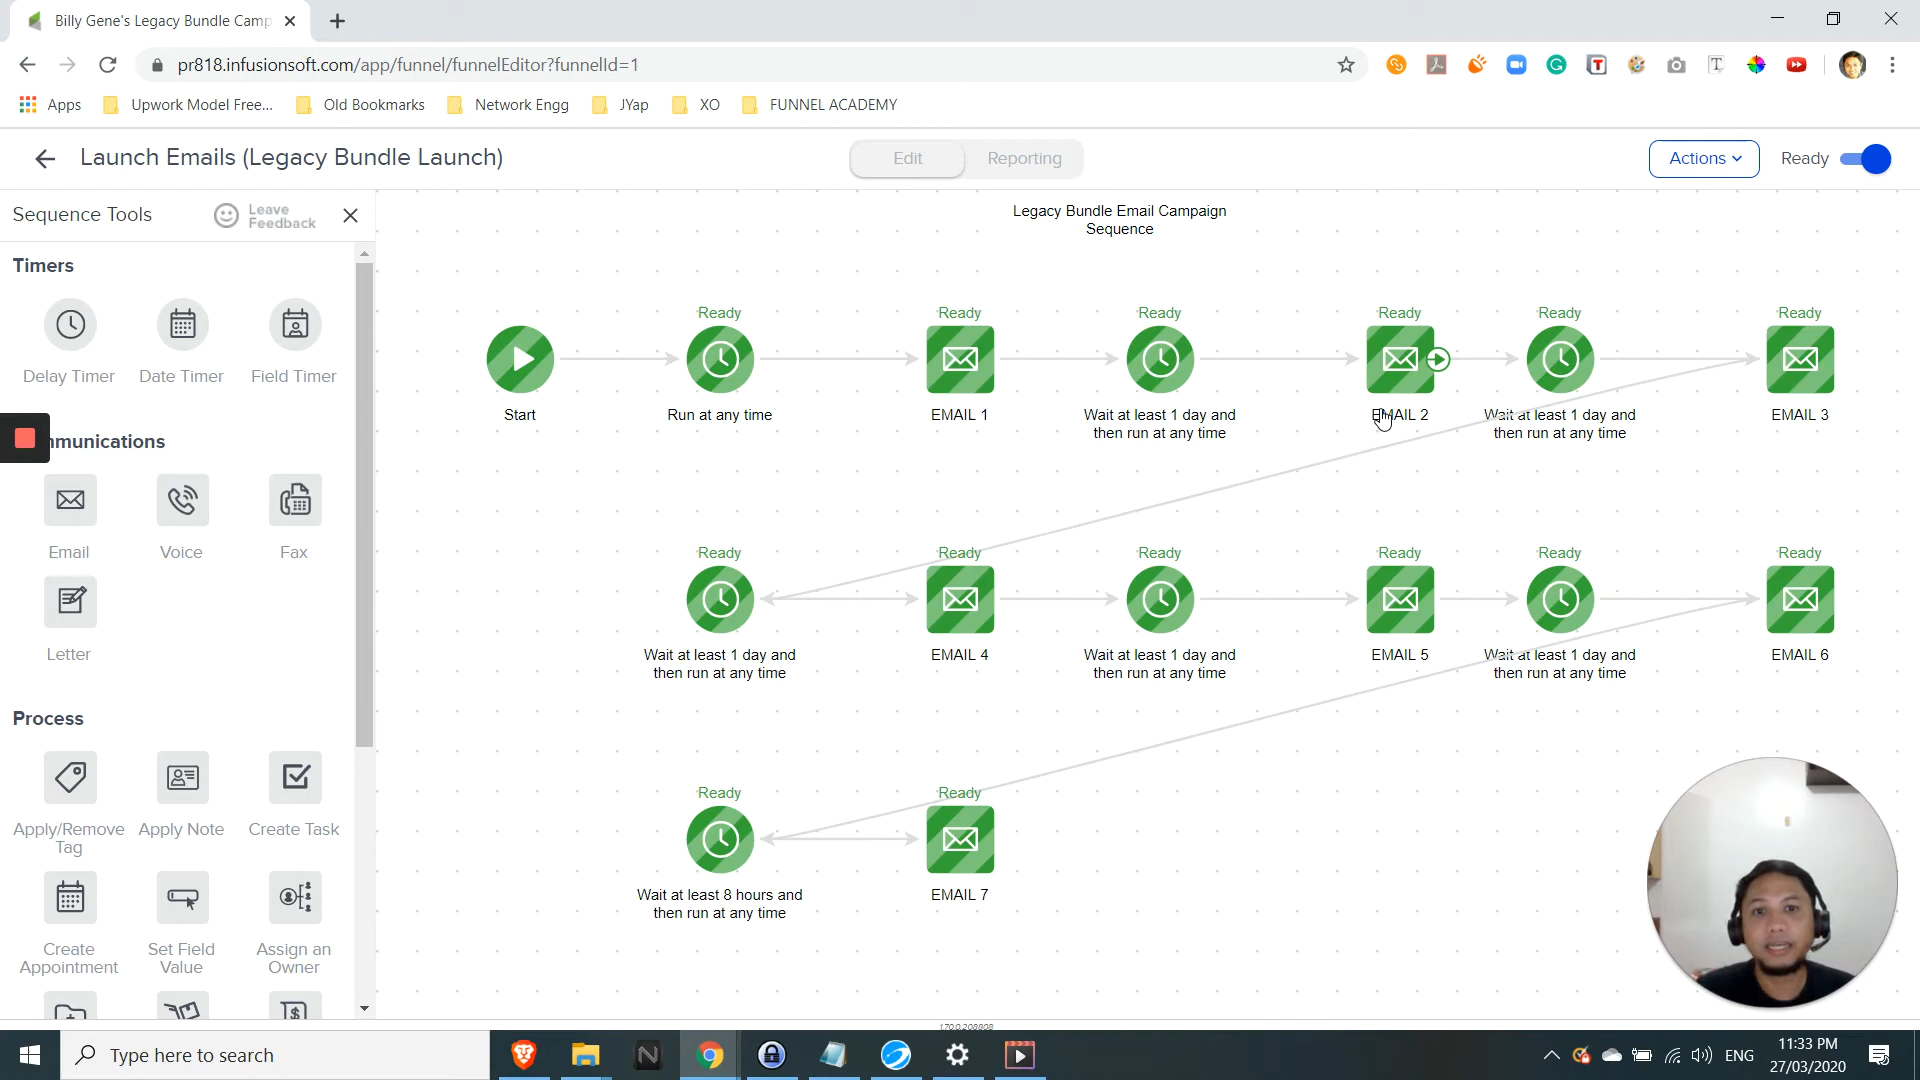 Billy Gene's Legacy Bundle Camp
pr818.infusionsoft.com/app/funnel/funnelEditor?funnelId=1
Apps
Upwork Model Free...
Old Bookmarks
Network Engg
JYap
XO
FUNNEL ACADEMY
Launch Emails (Legacy Bundle Launch)
Edit
Reporting
Actions
Ready
Sequence Tools
Leave
Feedback
Timers
Delay Timer
Date Timer
Field Timer
mmunications
Email
Voice
Fax
Letter
Process
Apply/Remove
Tag
Apply Note
Create Task
Create
Appointment
Set Field
Value
Assign an
Owner
Legacy Bundle Email Campaign
Sequence
Ready
Ready
Ready
Ready
Ready
Ready
Start
Run at any time
EMAIL 1
Wait at least 1 day and
then run at any time
EMAIL 2
Wait at least 1 day and
then run at any time
EMAIL 3
Ready
Ready
Ready
Ready
Ready
Ready
Wait at least 1 day and
then run at any time
EMAIL 4
Wait at least 1 day and
then run at any time
EMAIL 5
Wait at least 1 day and
then run at any time
EMAIL 6
Ready
Ready
Wait at least 8 hours and
then run at any time
EMAIL 7
1.70.0.208808
Type here to search
ENG
11:33 PM
27/03/2020